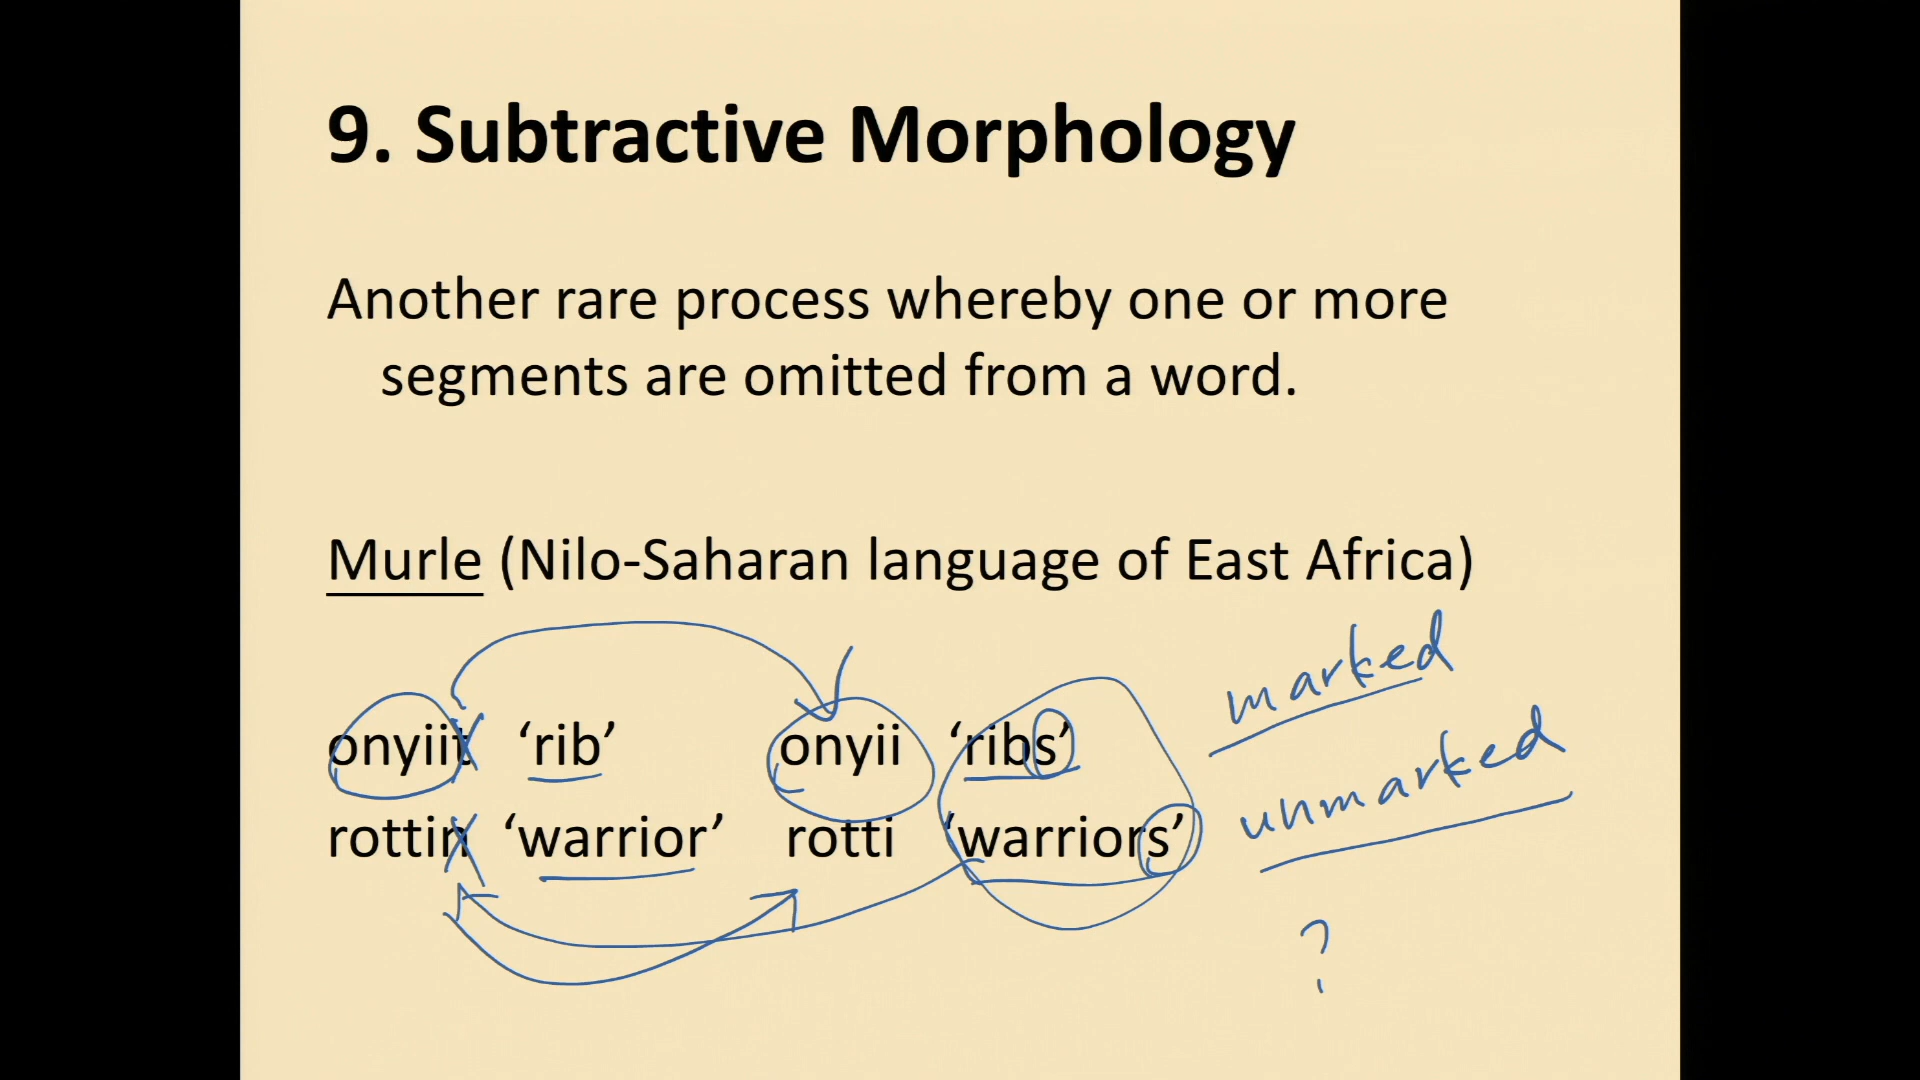 9. Subtractive Morphology
Another rare process whereby one or more
segments are omitted from a word.
Murle (Nilo-Saharan language of East Africa)
marked
onyiit ‘rib’ onyii ‘ribs’
unmarked
rottin ‘warrior’ rotti ‘warriors’
?